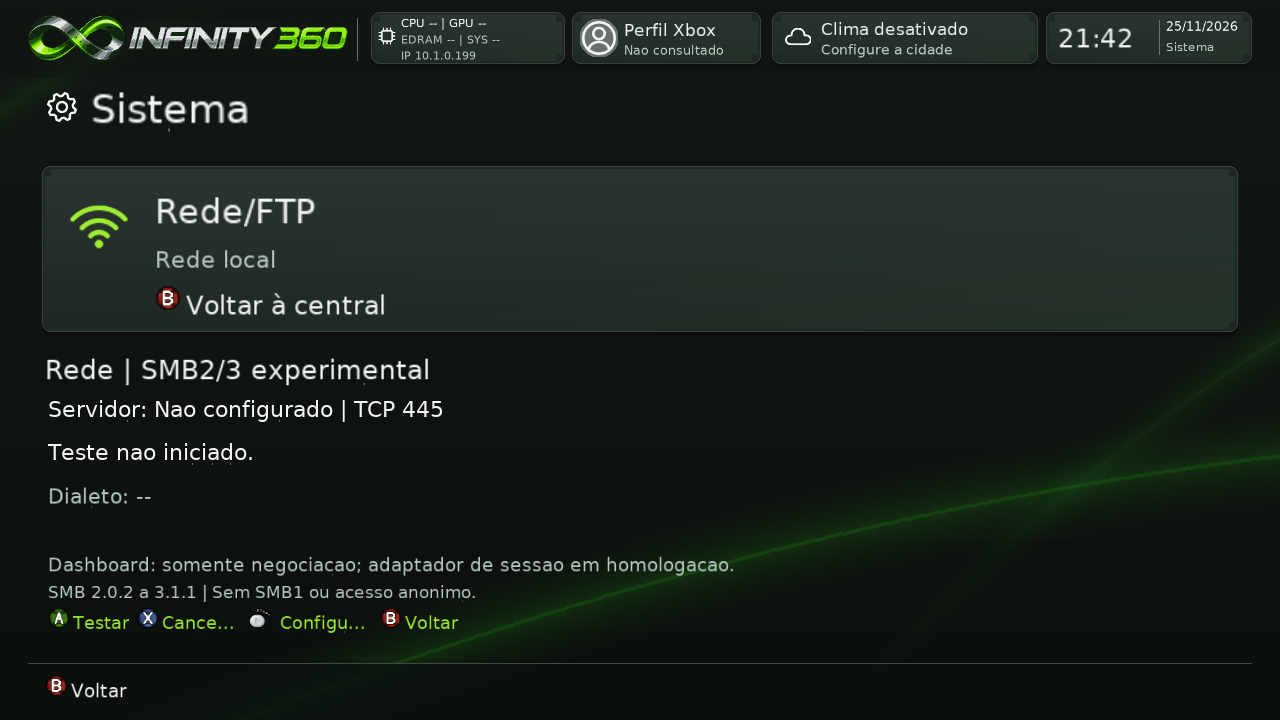 INFINITY 360
CPU -- | GPU --
EDRAM -- | SYS --
IP 10.1.0.199
Perfil Xbox
Nao consultado
Clima desativado
Configure a cidade
21:42
25/11/2026
Sistema
Sistema
Rede/FTP
Rede local
B Voltar à central
Rede | SMB2/3 experimental
Servidor: Nao configurado | TCP 445
Teste nao iniciado.
Dialeto: --
Dashboard: somente negociacao; adaptador de sessao em homologacao.
SMB 2.0.2 a 3.1.1 | Sem SMB1 ou acesso anonimo.
A Testar X Cance... Configu... B Voltar
B Voltar